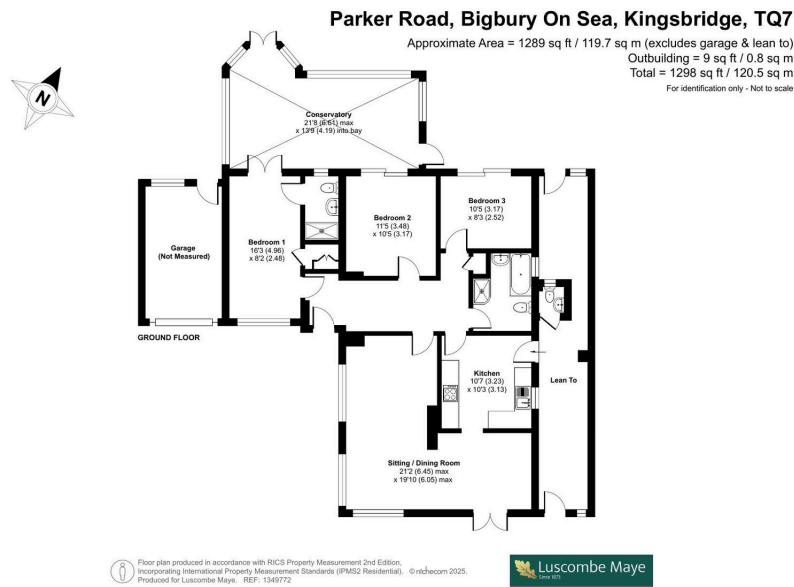 Parker Road, Bigbury On Sea, Kingsbridge, TQ7
Approximate Area = 1289 sq ft / 119.7 sq m (excludes garage & lean to)
Outbuilding = 9 sq ft / 0.8 sq m
Total = 1298 sq ft / 120.5 sq m
For identification only - Not to scale
N
Conservatory
21'8 (6.61) max
x 13'9 (4.19) into bay
Bedroom 3
10'5 (3.17)
x 8'3 (2.52)
Bedroom 2
11'5 (3.48)
x 10'5 (3.17)
Garage
(Not Measured)
Bedroom 1
16'3 (4.96)
x 8'2 (2.48)
GROUND FLOOR
Kitchen
10'7 (3.23)
x 10'3 (3.13)
Lean To
Sitting / Dining Room
21'2 (6.45) max
x 19'10 (6.05) max
Floor plan produced in accordance with RICS Property Measurement 2nd Edition,
Incorporating International Property Measurement Standards (IPMS2 Residential). © nichecom 2025.
Produced for Luscombe Maye. REF: 1349772
Luscombe Maye
Since 1873